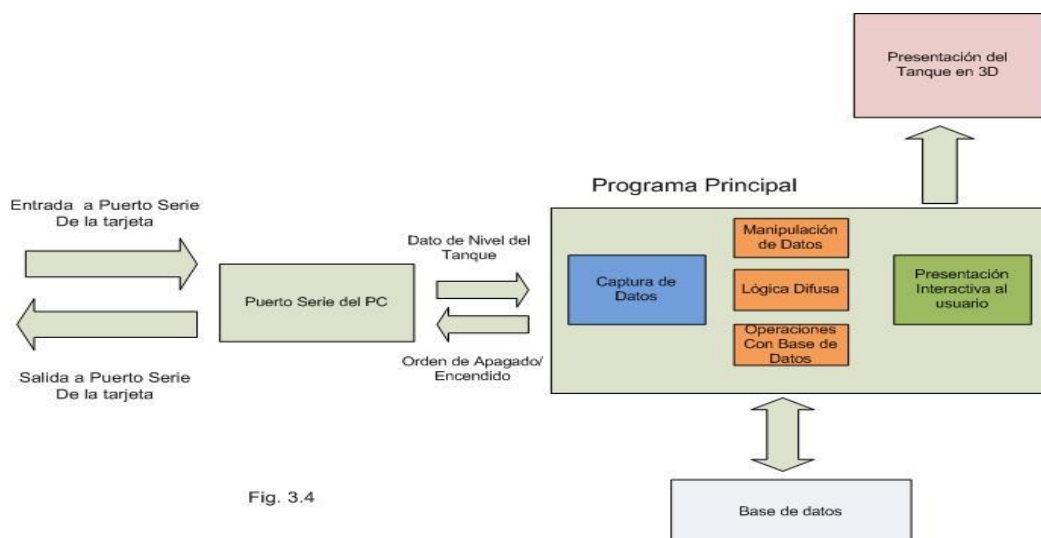 Presentación del
Tanque en 3D
Programa Principal
Entrada a Puerto Serie
De la tarjeta
Dato de Nivel del
Tanque
Puerto Serie del PC
Orden de Apagado/
Encendido
Salida a Puerto Serie
De la tarjeta
Captura de
Datos
Manipulación
de Datos
Lógica Difusa
Operaciones
Con Base de
Datos
Presentación
Interactiva al
usuario
Base de datos
Fig. 3.4